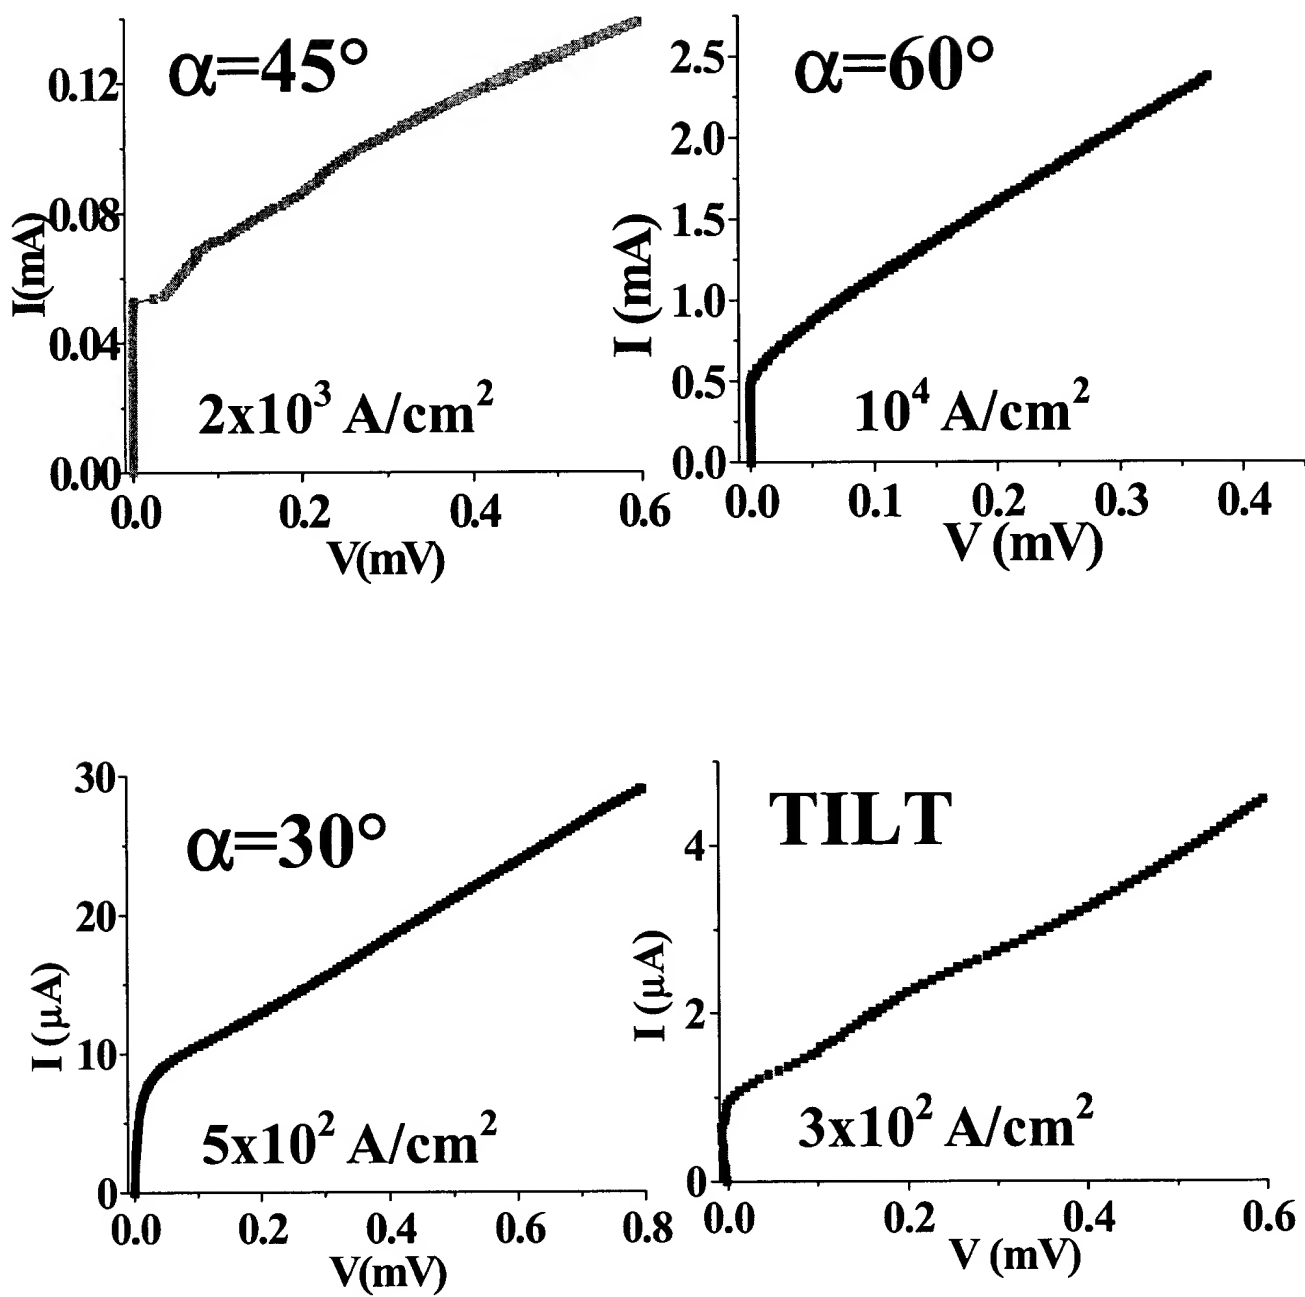 α=45°
0.12
0.08
0.04
0.00
I(mA)
2x10³ A/cm²
0.0 0.2 0.4 0.6
V(mV)
α=60°
2.5
2.0
1.5
1.0
0.5
0.0
I (mA)
10⁴ A/cm²
0.0 0.1 0.2 0.3 0.4
V (mV)
α=30°
30
20
10
0
I (μA)
5x10² A/cm²
0.0 0.2 0.4 0.6 0.8
V(mV)
TILT
4
2
0
I (μA)
3x10² A/cm²
0.0 0.2 0.4 0.6
V (mV)